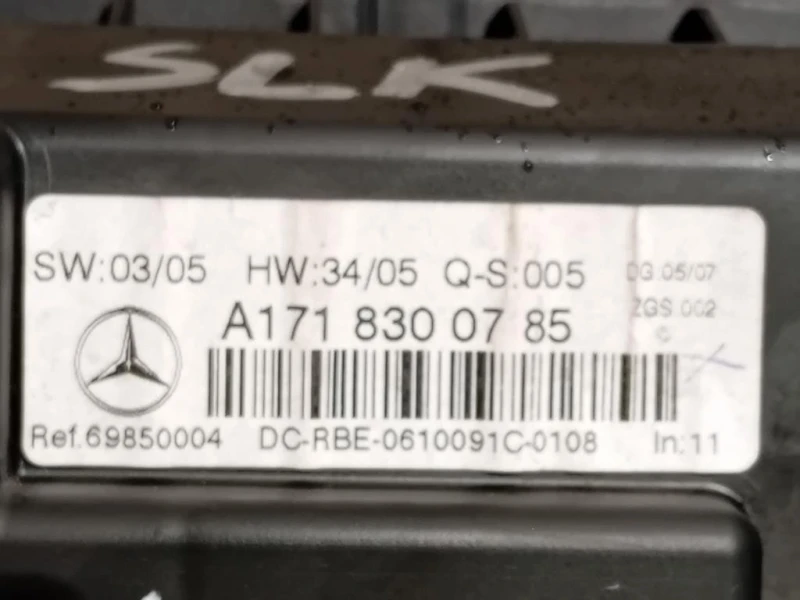 SLK
SW:03/05 HW:34/05 Q-S:005 DG 05/07
A171 830 07 85 ZGS 002
C
Ref.69850004 DC-RBE-0610091C-0108 In:11